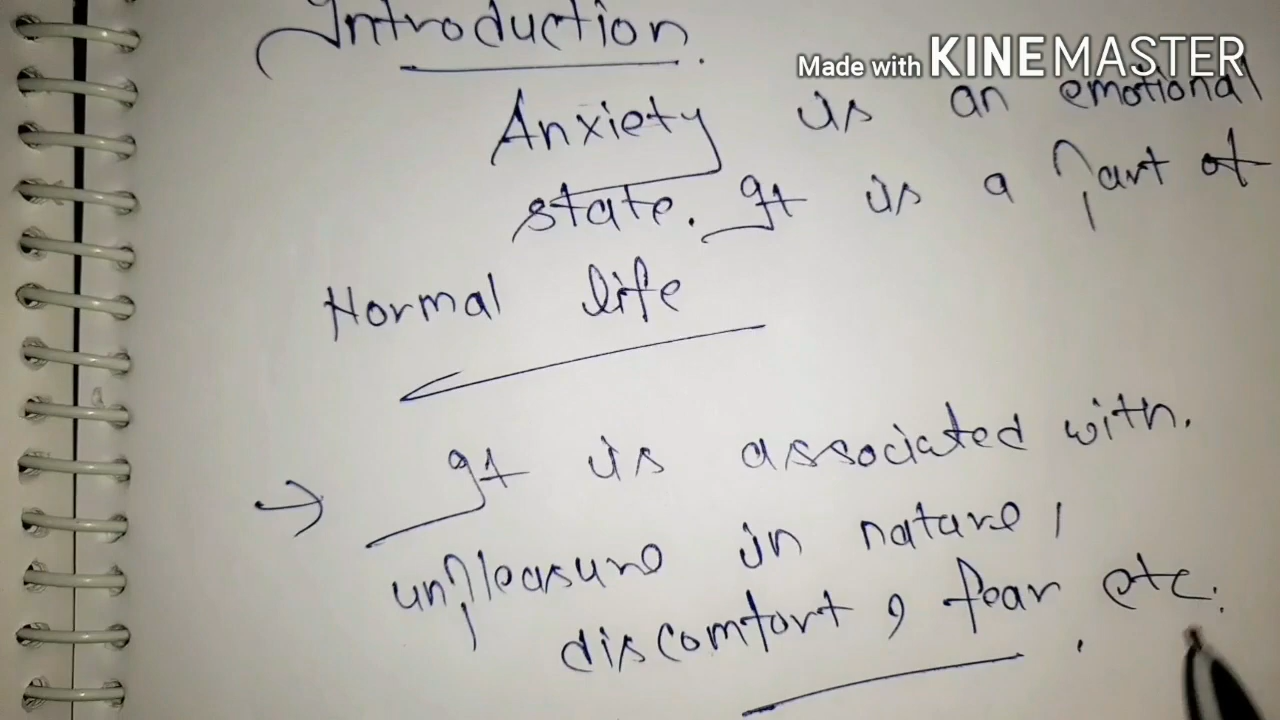 Introduction.
Made with KINEMASTER
Anxiety is an emotional
state. It is a part of
Normal life
→ It is associated with.
unpleasure in nature,
discomfort, fear etc.